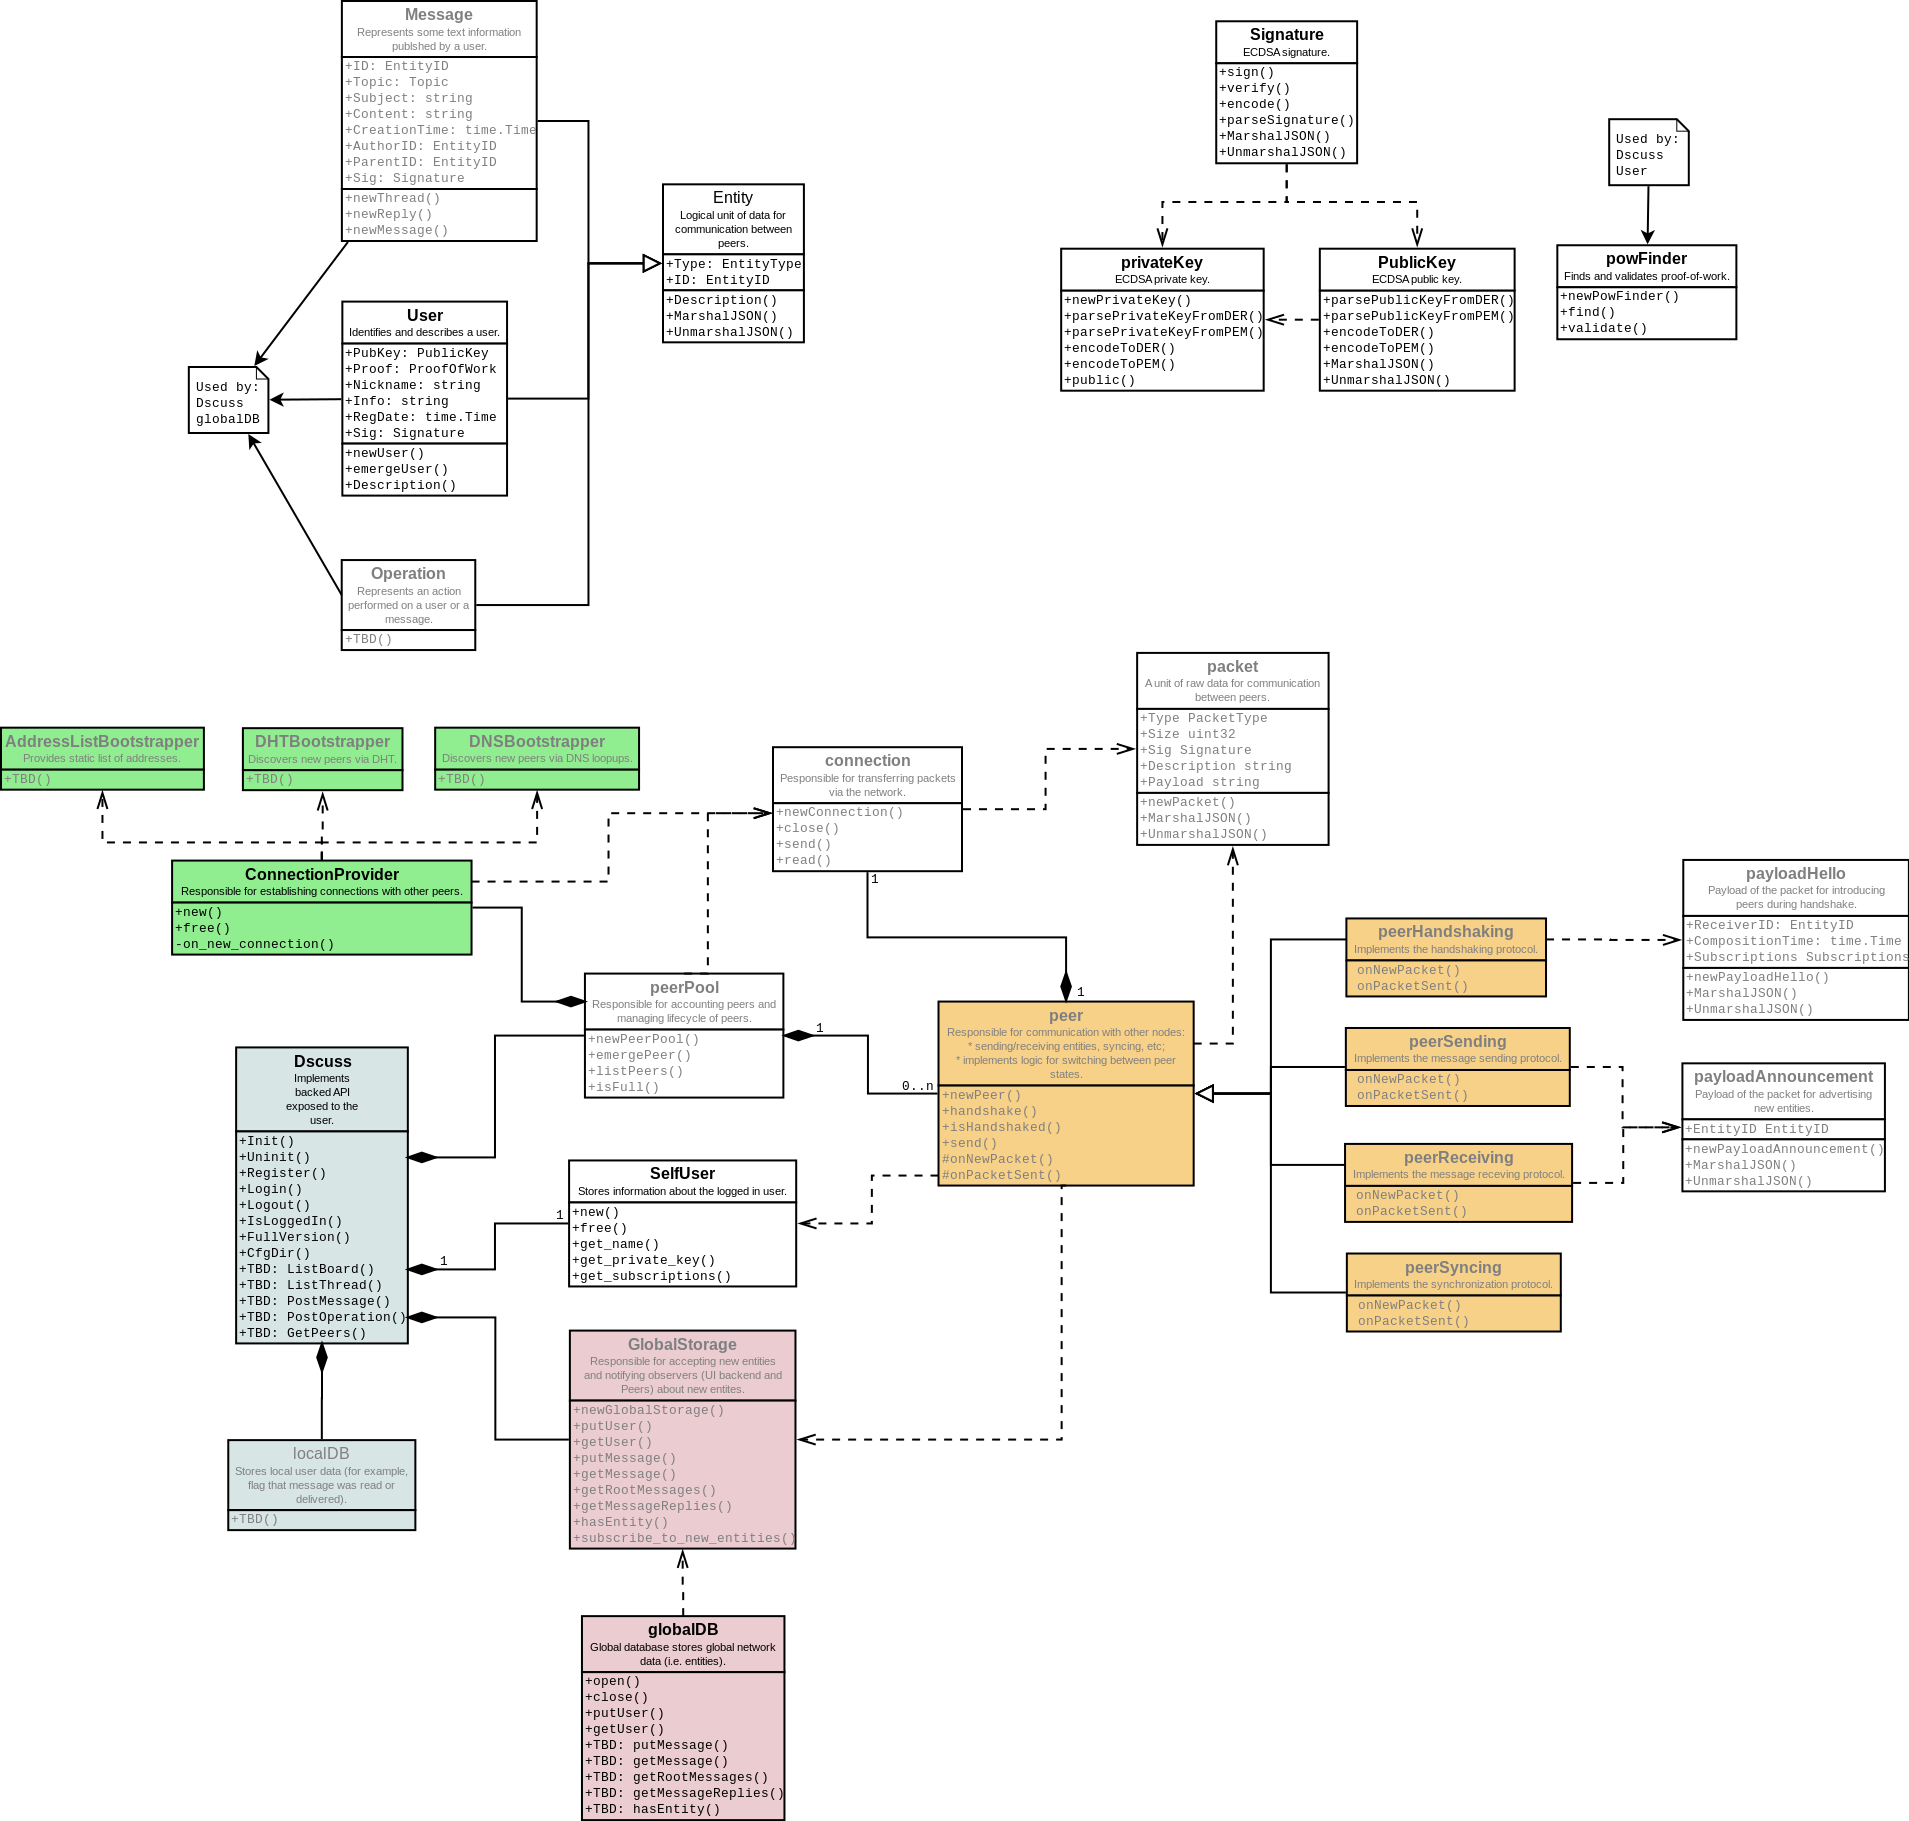 Message
Represents some text information
publshed by a user.
+ID: EntityID
+Topic: Topic
+Subject: string
+Content: string
+CreationTime: time.Time
+AuthorID: EntityID
+ParentID: EntityID
+Sig: Signature
+newThread()
+newReply()
+newMessage()
Signature
ECDSA signature.
+sign()
+verify()
+encode()
+parseSignature()
+MarshalJSON()
+UnmarshalJSON()
Used by:
Dscuss
User
Entity
Logical unit of data for
communication between
peers.
+Type: EntityType
+ID: EntityID
+Description()
+MarshalJSON()
+UnmarshalJSON()
privateKey
ECDSA private key.
+newPrivateKey()
+parsePrivateKeyFromDER()
+parsePrivateKeyFromPEM()
+encodeToDER()
+encodeToPEM()
+public()
PublicKey
ECDSA public key.
+parsePublicKeyFromDER()
+parsePublicKeyFromPEM()
+encodeToDER()
+encodeToPEM()
+MarshalJSON()
+UnmarshalJSON()
powFinder
Finds and validates proof-of-work.
+newPowFinder()
+find()
+validate()
User
Identifies and describes a user.
+PubKey: PublicKey
+Proof: ProofOfWork
+Nickname: string
+Info: string
+RegDate: time.Time
+Sig: Signature
+newUser()
+emergeUser()
+Description()
Used by:
Dscuss
globalDB
Operation
Represents an action
performed on a user or a
message.
+TBD()
packet
A unit of raw data for communication
between peers.
+Type PacketType
+Size uint32
+Sig Signature
+Description string
+Payload string
+newPacket()
+MarshalJSON()
+UnmarshalJSON()
AddressListBootstrapper
Provides static list of addresses.
+TBD()
DHTBootstrapper
Discovers new peers via DHT.
+TBD()
DNSBootstrapper
Discovers new peers via DNS loopups.
+TBD()
connection
Pesponsible for transferring packets
via the network.
+newConnection()
+close()
+send()
+read()
1
ConnectionProvider
Responsible for establishing connections with other peers.
+new()
+free()
-on_new_connection()
payloadHello
Payload of the packet for introducing
peers during handshake.
+ReceiverID: EntityID
+CompositionTime: time.Time
+Subscriptions Subscriptions
+newPayloadHello()
+MarshalJSON()
+UnmarshalJSON()
peerHandshaking
Implements the handshaking protocol.
onNewPacket()
onPacketSent()
peerPool
Responsible for accounting peers and
managing lifecycle of peers.
+newPeerPool()
+emergePeer()
+listPeers()
+isFull()
1
0..n
1
peer
Responsible for communication with other nodes:
* sending/receiving entities, syncing, etc;
* implements logic for switching between peer
states.
+newPeer()
+handshake()
+isHandshaked()
+send()
#onNewPacket()
#onPacketSent()
peerSending
Implements the message sending protocol.
onNewPacket()
onPacketSent()
payloadAnnouncement
Payload of the packet for advertising
new entities.
+EntityID EntityID
+newPayloadAnnouncement()
+MarshalJSON()
+UnmarshalJSON()
peerReceiving
Implements the message receving protocol.
onNewPacket()
onPacketSent()
peerSyncing
Implements the synchronization protocol.
onNewPacket()
onPacketSent()
Dscuss
Implements
backed API
exposed to the
user.
+Init()
+Uninit()
+Register()
+Login()
+Logout()
+IsLoggedIn()
+FullVersion()
+CfgDir()
+TBD: ListBoard()
+TBD: ListThread()
+TBD: PostMessage()
+TBD: PostOperation()
+TBD: GetPeers()
1
1
SelfUser
Stores information about the logged in user.
+new()
+free()
+get_name()
+get_private_key()
+get_subscriptions()
GlobalStorage
Responsible for accepting new entities
and notifying observers (UI backend and
Peers) about new entites.
+newGlobalStorage()
+putUser()
+getUser()
+putMessage()
+getMessage()
+getRootMessages()
+getMessageReplies()
+hasEntity()
+subscribe_to_new_entities()
localDB
Stores local user data (for example,
flag that message was read or
delivered).
+TBD()
globalDB
Global database stores global network
data (i.e. entities).
+open()
+close()
+putUser()
+getUser()
+TBD: putMessage()
+TBD: getMessage()
+TBD: getRootMessages()
+TBD: getMessageReplies()
+TBD: hasEntity()